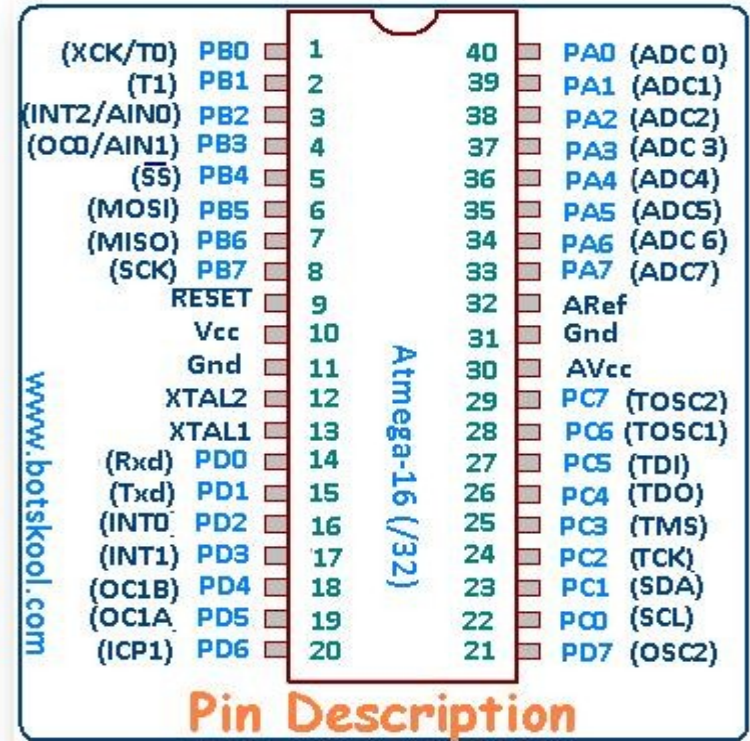 (XCK/T0) PB0 1 40 PA0 (ADC 0)
(T1) PB1 2 39 PA1 (ADC1)
(INT2/AIN0) PB2 3 38 PA2 (ADC2)
(OC0/AIN1) PB3 4 37 PA3 (ADC 3)
(S̅S̅) PB4 5 36 PA4 (ADC4)
(MOSI) PB5 6 35 PA5 (ADC5)
(MISO) PB6 7 34 PA6 (ADC 6)
(SCK) PB7 8 33 PA7 (ADC7)
R̅E̅S̅E̅T̅ 9 32 ARef
Vcc 10 31 Gnd
Gnd 11 30 AVcc
XTAL2 12 29 PC7 (TOSC2)
XTAL1 13 28 PC6 (TOSC1)
(Rxd) PD0 14 27 PC5 (TDI)
(Txd) PD1 15 26 PC4 (TDO)
(INT0 PD2 16 25 PC3 (TMS)
(INT1) PD3 17 24 PC2 (TCK)
(OC1B) PD4 18 23 PC1 (SDA)
(OC1A PD5 19 22 PC0 (SCL)
(ICP1) PD6 20 21 PD7 (OSC2)
Atmega-16 (/32)
www.botskool.com
Pin Description